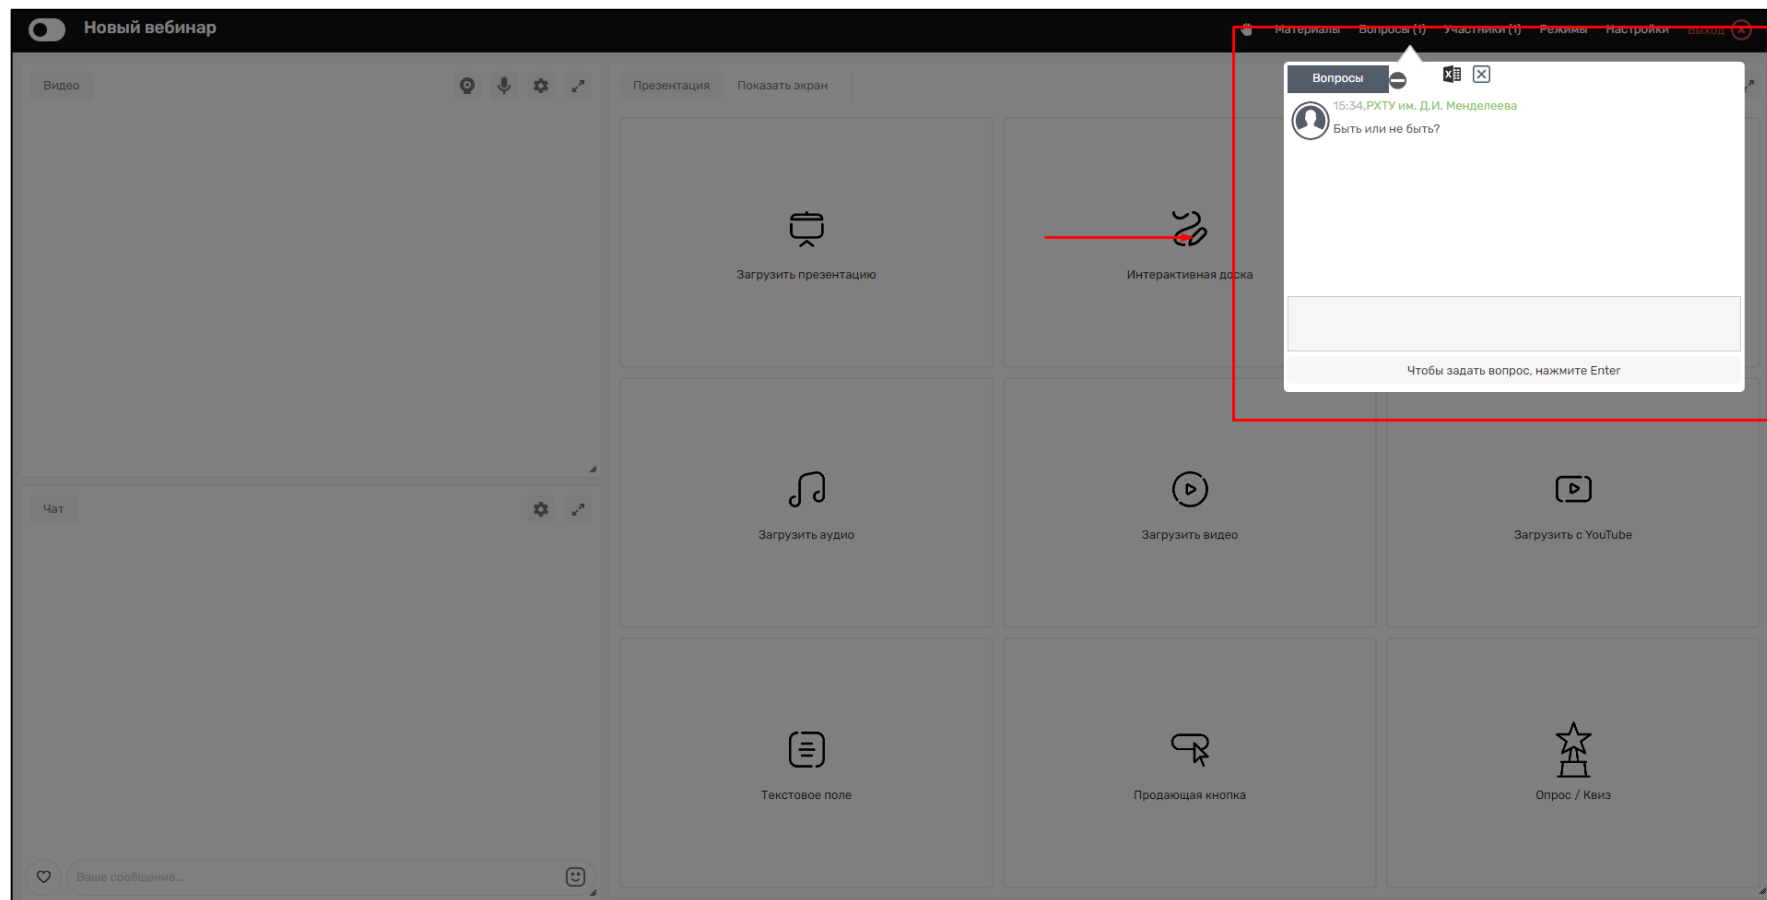 Новый вебинар
Материалы Вопросы (1) Участники (1) Режимы Настройки Выход
Видео
Презентация Показать экран
Вопросы
15:34,РХТУ им. Д.И. Менделеева
Быть или не быть?
Загрузить презентацию
Интерактивная доска
Чтобы задать вопрос, нажмите Enter
Чат
Загрузить аудио
Загрузить видео
Загрузить с YouTube
Текстовое поле
Продающая кнопка
Опрос / Квиз
Ваше сообщение...